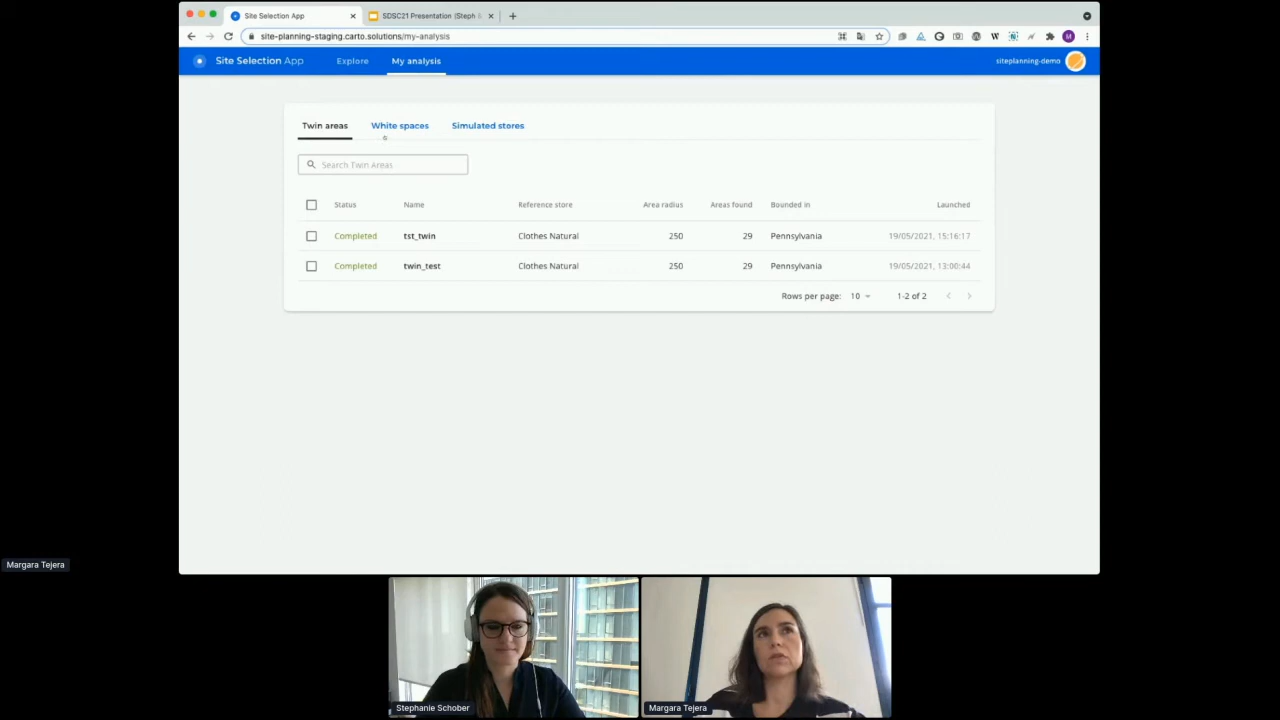 Site Selection App
SDSC21 Presentation (Steph &
site-planning-staging.carto.solutions/my-analysis
Site Selection App
Explore
My analysis
siteplanning-demo
Twin areas
White spaces
Simulated stores
Search Twin Areas
Status Name Reference store Area radius Areas found Bounded in Launched
Completed tst_twin Clothes Natural 250 29 Pennsylvania 19/05/2021, 15:16:17
Completed twin_test Clothes Natural 250 29 Pennsylvania 19/05/2021, 13:00:44
Rows per page: 10 1-2 of 2
Margara Tejera
Stephanie Schober
Margara Tejera